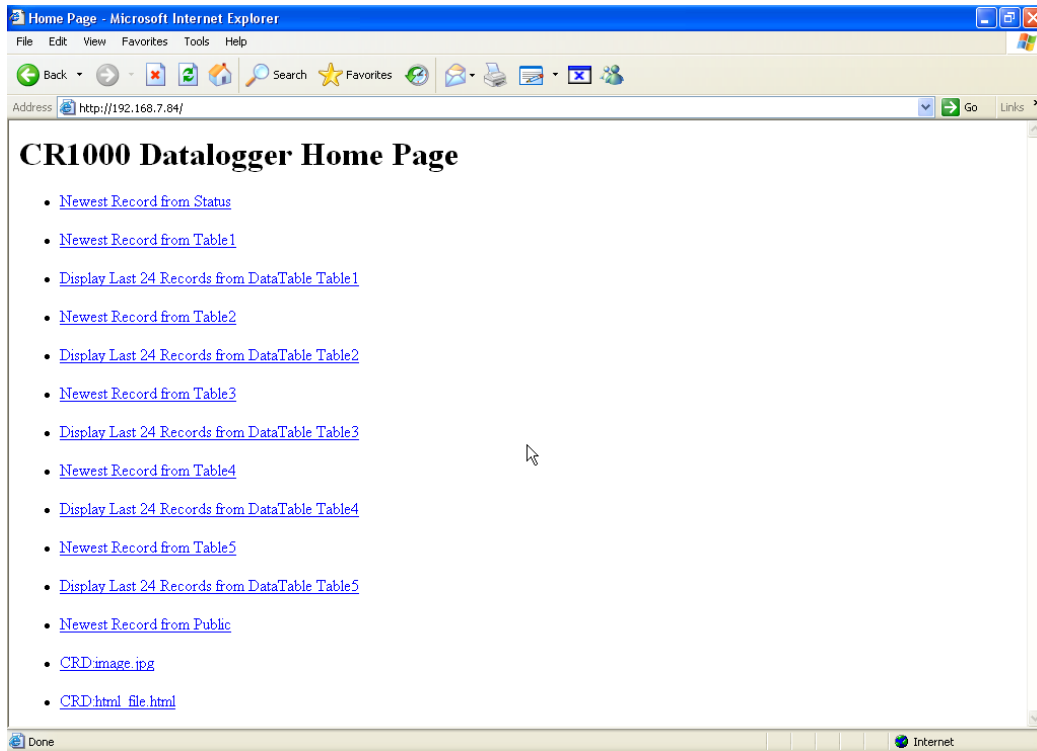 Home Page - Microsoft Internet Explorer
File Edit View Favorites Tools Help
Back Search Favorites
Address http://192.168.7.84/ Go Links
CR1000 Datalogger Home Page
Newest Record from Status
Newest Record from Table1
Display Last 24 Records from DataTable Table1
Newest Record from Table2
Display Last 24 Records from DataTable Table2
Newest Record from Table3
Display Last 24 Records from DataTable Table3
Newest Record from Table4
Display Last 24 Records from DataTable Table4
Newest Record from Table5
Display Last 24 Records from DataTable Table5
Newest Record from Public
CRD:image.jpg
CRD:html_file.html
Done Internet